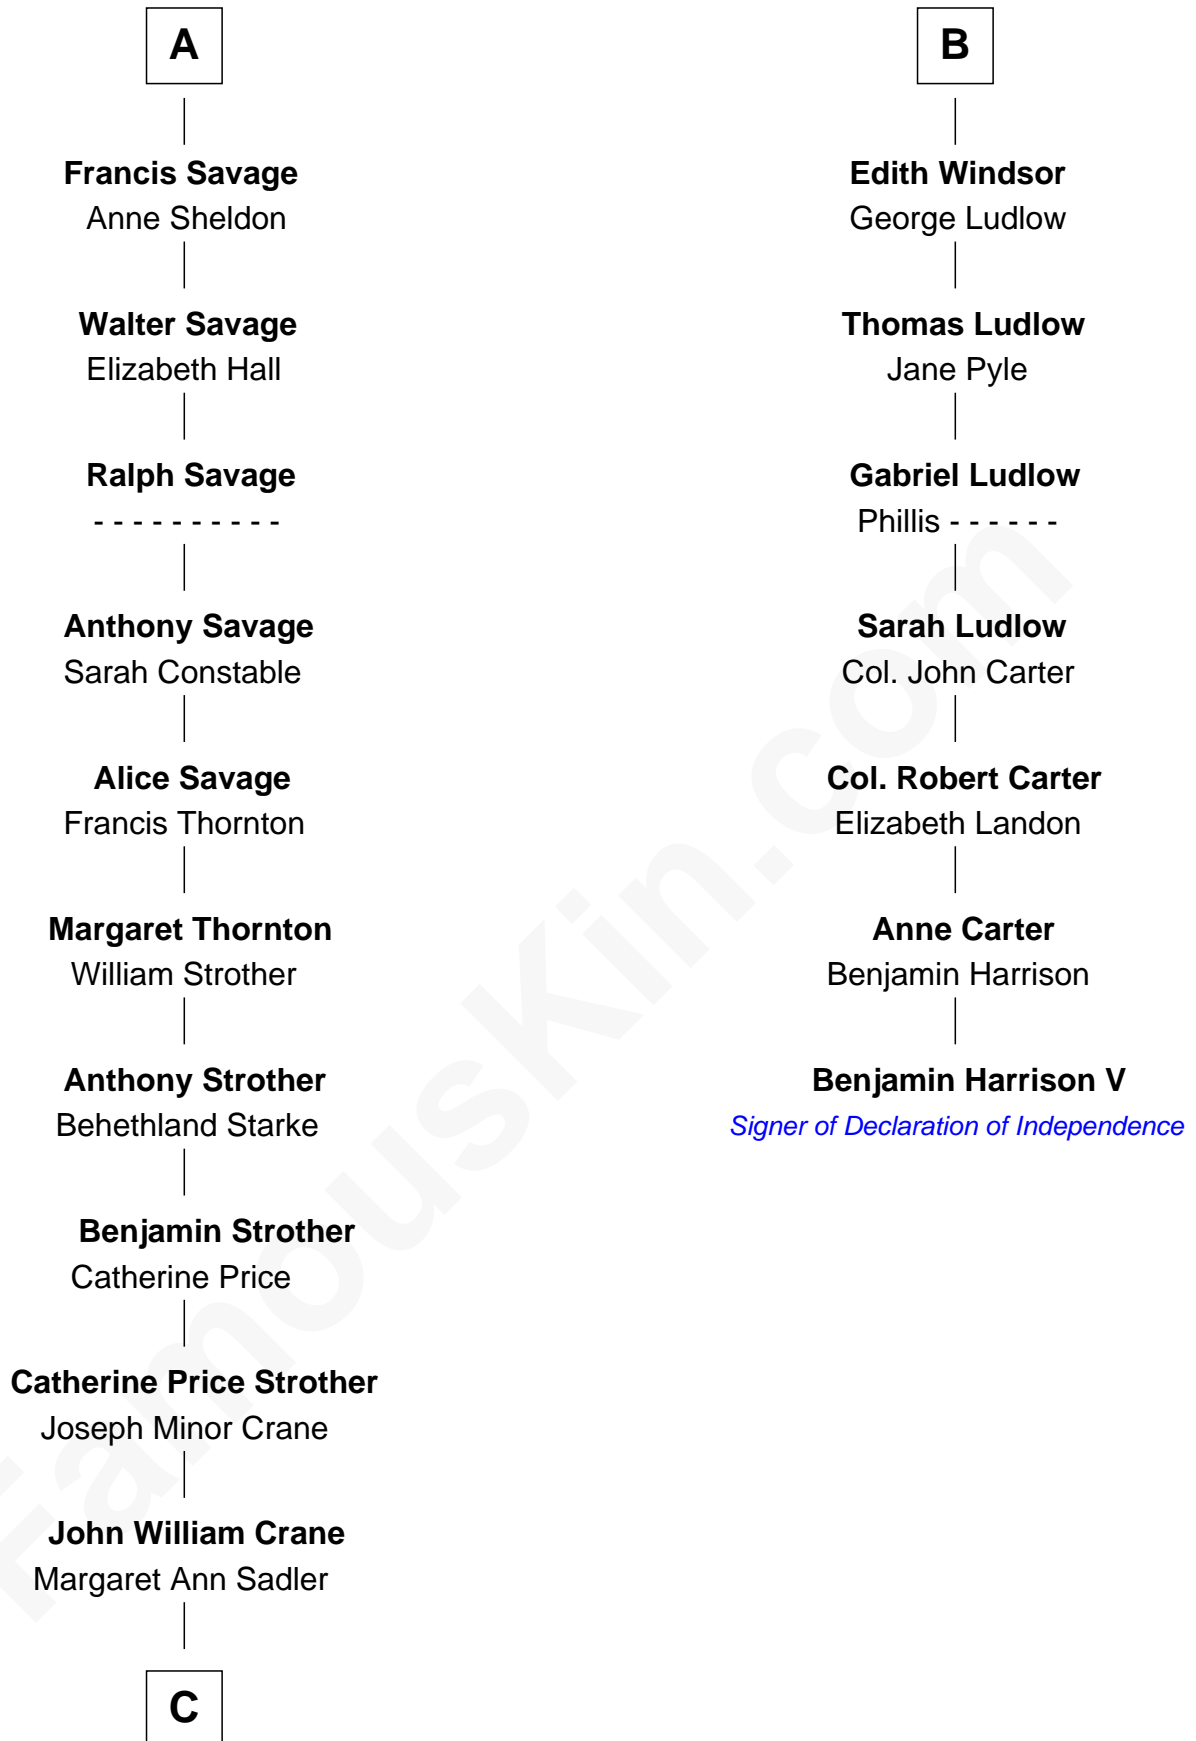 A
Francis Savage
Anne Sheldon
Walter Savage
Elizabeth Hall
Ralph Savage
- - - - - - - - - -
Anthony Savage
Sarah Constable
Alice Savage
Francis Thornton
Margaret Thornton
William Strother
Anthony Strother
Behethland Starke
Benjamin Strother
Catherine Price
Catherine Price Strother
Joseph Minor Crane
John William Crane
Margaret Ann Sadler
C
B
Edith Windsor
George Ludlow
Thomas Ludlow
Jane Pyle
Gabriel Ludlow
Phillis - - - - - -
Sarah Ludlow
Col. John Carter
Col. Robert Carter
Elizabeth Landon
Anne Carter
Benjamin Harrison
Benjamin Harrison V
Signer of Declaration of Independence
FamousKin.com